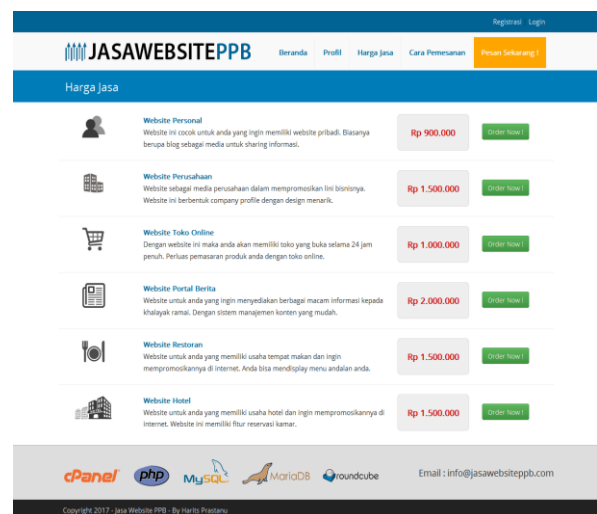 Registrasi Login
JASAWEBSITEPPB Beranda Profil Harga Jasa Cara Pemesanan Pesan Sekarang !
Harga Jasa
Website Personal
Website ini cocok untuk anda yang ingin memiliki website pribadi. Biasanya
berupa blog sebagai media untuk sharing informasi.
Rp 900.000 Order Now !
Website Perusahaan
Website sebagai media perusahaan dalam mempromosikan lini bisnisnya.
Website ini berbentuk company profile dengan design menarik.
Rp 1.500.000 Order Now !
Website Toko Online
Dengan website ini maka anda akan memiliki toko yang buka selama 24 jam
penuh. Perluas pemasaran produk anda dengan toko online.
Rp 1.000.000 Order Now !
Website Portal Berita
Website untuk anda yang ingin menyediakan berbagai macam informasi kepada
khalayak ramai. Dengan sistem manajemen konten yang mudah.
Rp 2.000.000 Order Now !
Website Restoran
Website untuk anda yang memiliki usaha tempat makan dan ingin
mempromosikannya di internet. Anda bisa mendisplay menu andalan anda.
Rp 1.500.000 Order Now !
Website Hotel
Website untuk anda yang memiliki usaha hotel dan ingin mempromosikannya di
internet. Website ini memiliki fitur reservasi kamar.
Rp 1.500.000 Order Now !
cPanel php MySQL MariaDB roundcube Email : info@jasawebsiteppb.com
Copyright 2017 - Jasa Website PPB - By Harits Prastanu